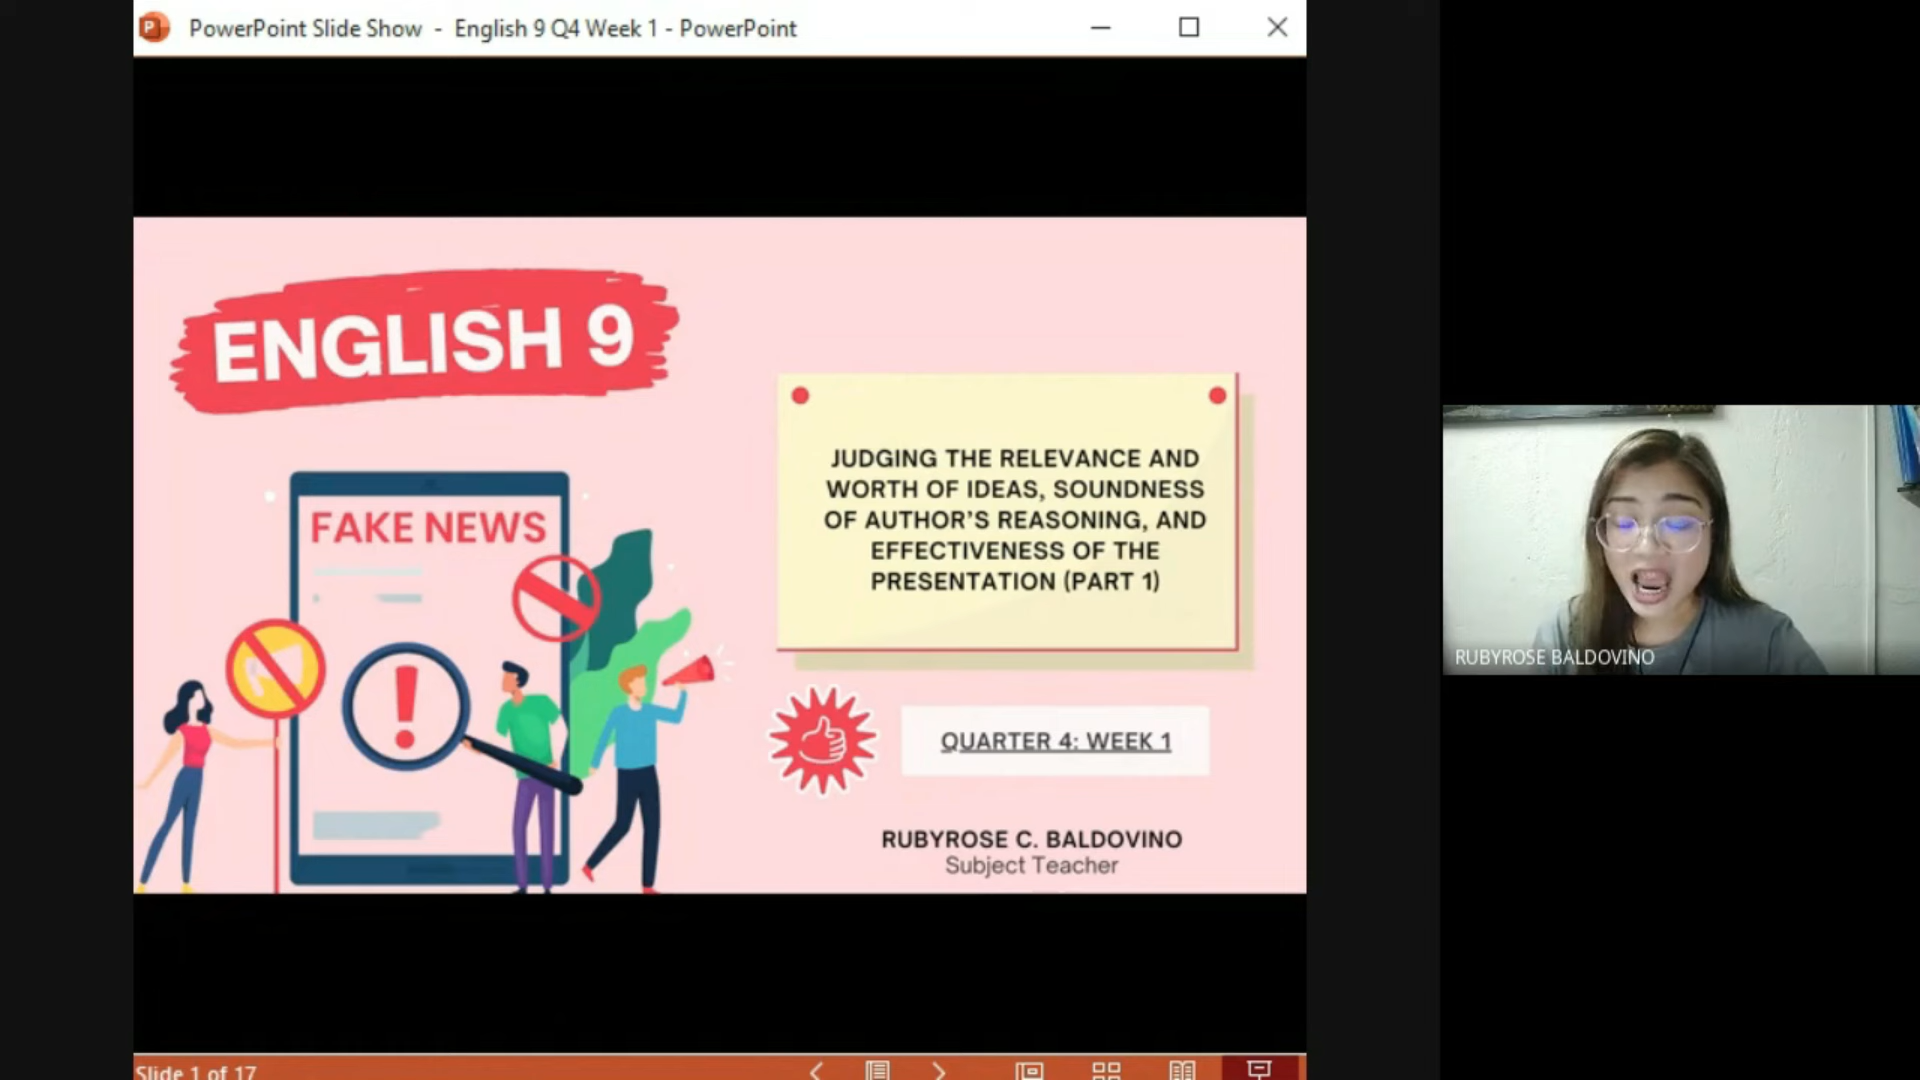 PowerPoint Slide Show - English 9 Q4 Week 1 - PowerPoint
ENGLISH 9
FAKE NEWS
JUDGING THE RELEVANCE AND
WORTH OF IDEAS, SOUNDNESS
OF AUTHOR'S REASONING, AND
EFFECTIVENESS OF THE
PRESENTATION (PART 1)
QUARTER 4: WEEK 1
RUBYROSE C. BALDOVINO
Subject Teacher
RUBYROSE BALDOVINO
Slide 1 of 17